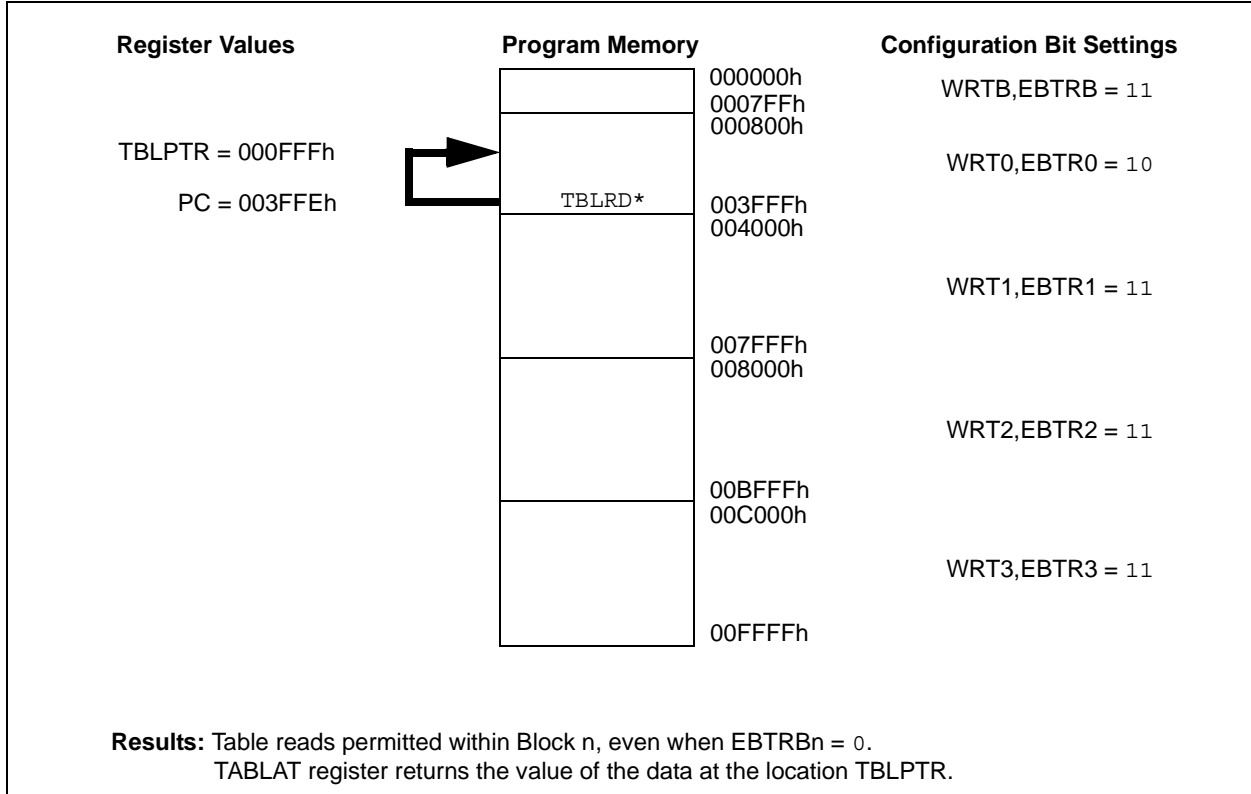 Register Values Program Memory Configuration Bit Settings
000000h
WRTB,EBTRB = 11
0007FFh
000800h
TBLPTR = 000FFFh
WRT0,EBTR0 = 10
PC = 003FFEh TBLRD* 003FFFh
004000h
WRT1,EBTR1 = 11
007FFFh
008000h
WRT2,EBTR2 = 11
00BFFFh
00C000h
WRT3,EBTR3 = 11
00FFFFh
Results: Table reads permitted within Block n, even when EBTRBn = 0.
TABLAT register returns the value of the data at the location TBLPTR.